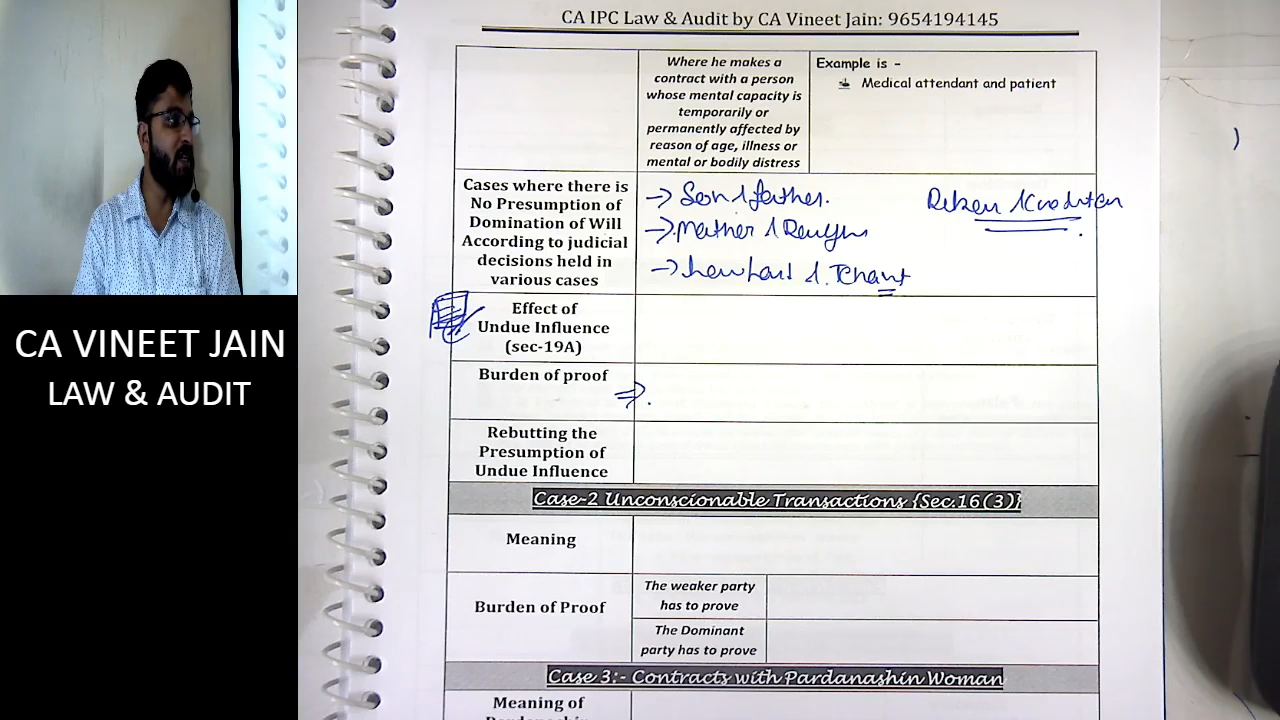 CA IPC Law & Audit by CA Vineet Jain: 9654194145
Where he makes a
contract with a person
whose mental capacity is
temporarily or
permanently affected by
reason of age, illness or
mental or bodily distress
Example is -
Medical attendant and patient
Cases where there is
No Presumption of
Domination of Will
According to judicial
decisions held in
various cases
→ Son & father.
→ Mother &
→ &
Effect of
Undue Influence
(sec-19A)
Burden of proof
⇒.
Rebutting the
Presumption of
Undue Influence
Case-2 Unconscionable Transactions {Sec.16(3)}
Meaning
Burden of Proof
The weaker party
has to prove
The Dominant
party has to prove
Case 3:- Contracts with Pardanashin Woman
Meaning of
CA VINEET JAIN
LAW & AUDIT